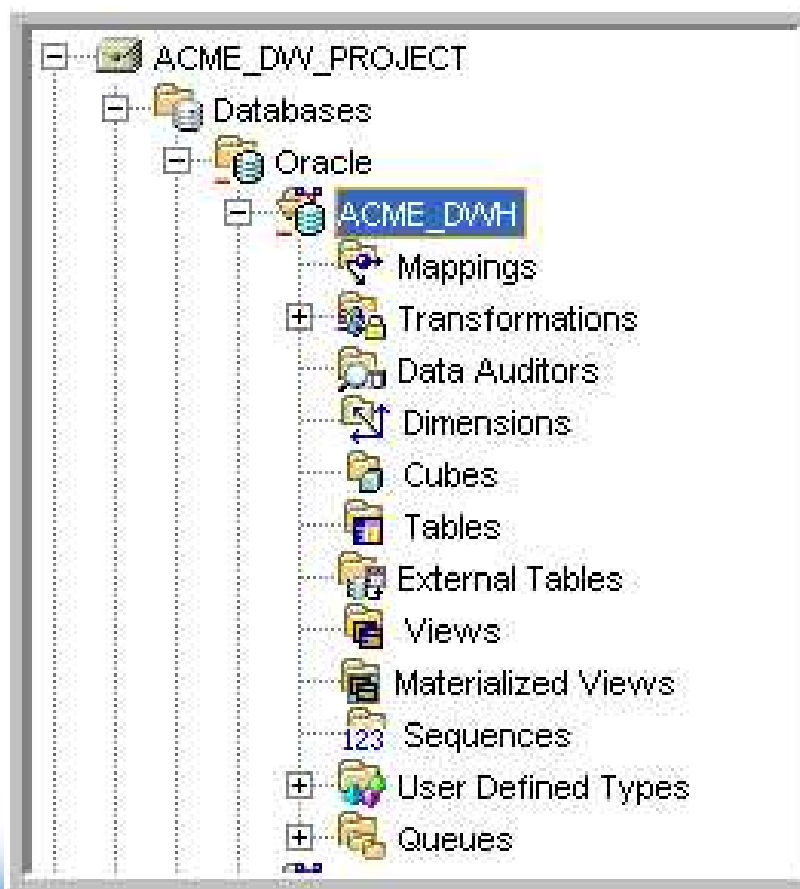 ACME_DW_PROJECT
Databases
Oracle
ACME_DWH
Mappings
Transformations
Data Auditors
Dimensions
Cubes
Tables
External Tables
Views
Materialized Views
123 Sequences
User Defined Types
Queues